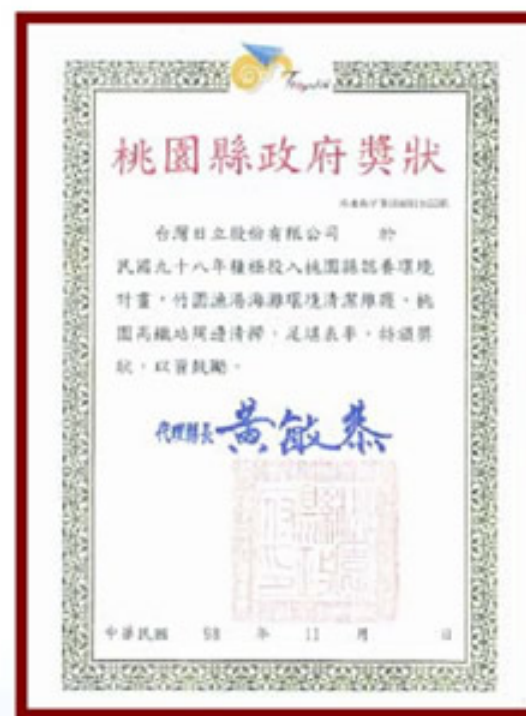 Taoyuan
桃園縣政府獎狀
台灣日立股份有限公司 於
民國九十八年積極投入桃園縣認養環境
計畫，竹圍漁港海灘環境清潔維護、桃
園高鐵站周邊清掃，足堪表率，特頒獎
狀，以資鼓勵。
代理縣長 黃敏恭
中華民國 98 年 11 月 日